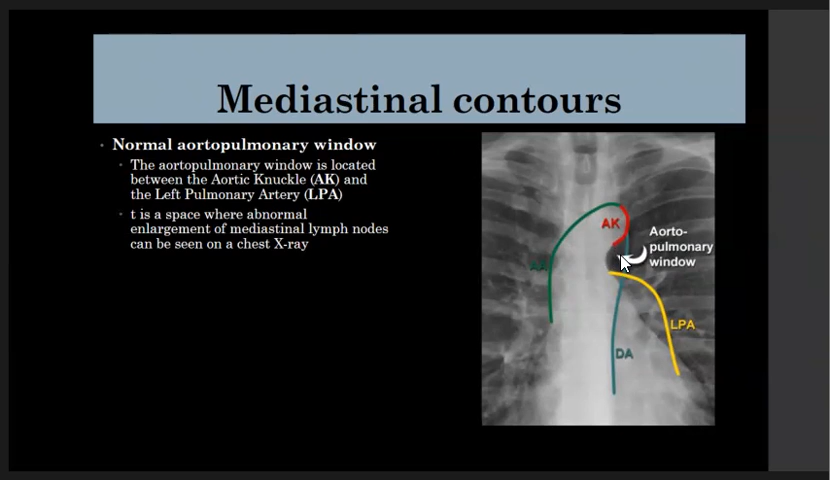 Mediastinal contours
Normal aortopulmonary window
The aortopulmonary window is located
between the Aortic Knuckle (AK) and
the Left Pulmonary Artery (LPA)
t is a space where abnormal
enlargement of mediastinal lymph nodes
can be seen on a chest X-ray
AK
Aorto-
pulmonary
window
AA
LPA
DA